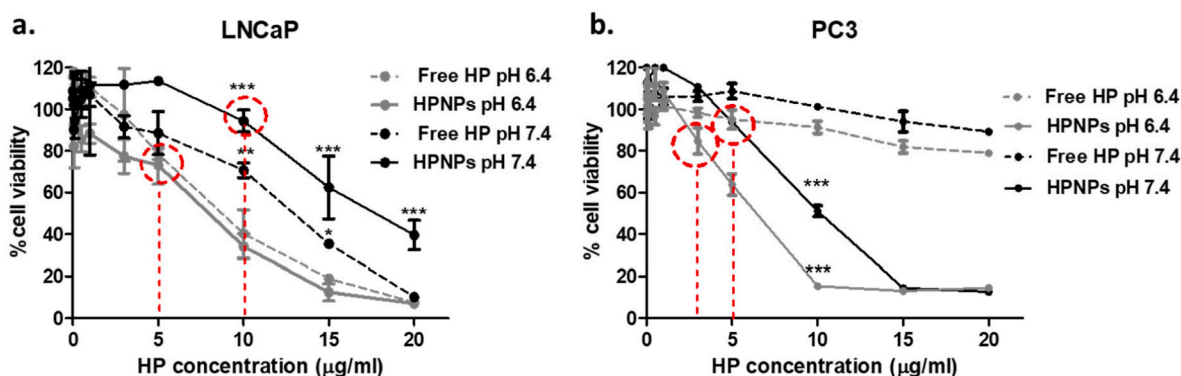 a.
LNCaP
%cell viability
120
100
80
60
40
20
0
***
**
***
*
***
0 5 10 15 20
HP concentration (μg/ml)
Free HP pH 6.4
HPNPs pH 6.4
Free HP pH 7.4
HPNPs pH 7.4
b.
PC3
% cell viability
120
100
80
60
40
20
0
***
***
0 5 10 15 20
HP concentration (μg/ml)
Free HP pH 6.4
HPNPs pH 6.4
Free HP pH 7.4
HPNPs pH 7.4